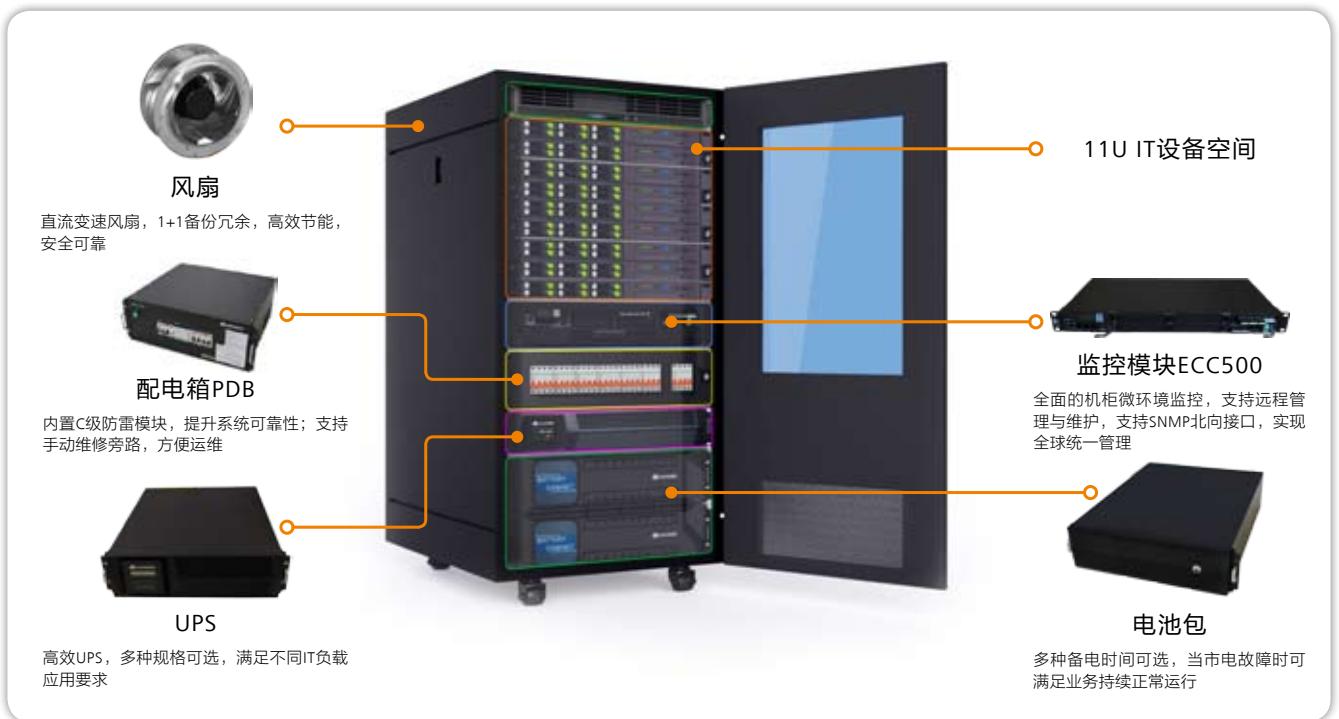 风扇
直流变速风扇，1+1备份冗余，高效节能，
安全可靠
配电箱PDB
内置C级防雷模块，提升系统可靠性；支持
手动维修旁路，方便运维
UPS
高效UPS，多种规格可选，满足不同IT负载
应用要求
11U IT设备空间
监控模块ECC500
全面的机柜微环境监控，支持远程管
理与维护，支持SNMP北向接口，实现
全球统一管理
电池包
多种备电时间可选，当市电故障时可
满足业务持续正常运行